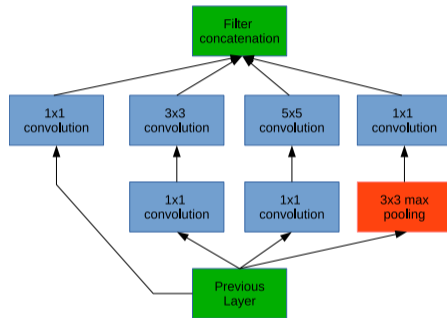 Filter
concatenation
1x1
convolution
3x3
convolution
5x5
convolution
1x1
convolution
1x1
convolution
1x1
convolution
3x3 max
pooling
Previous
Layer